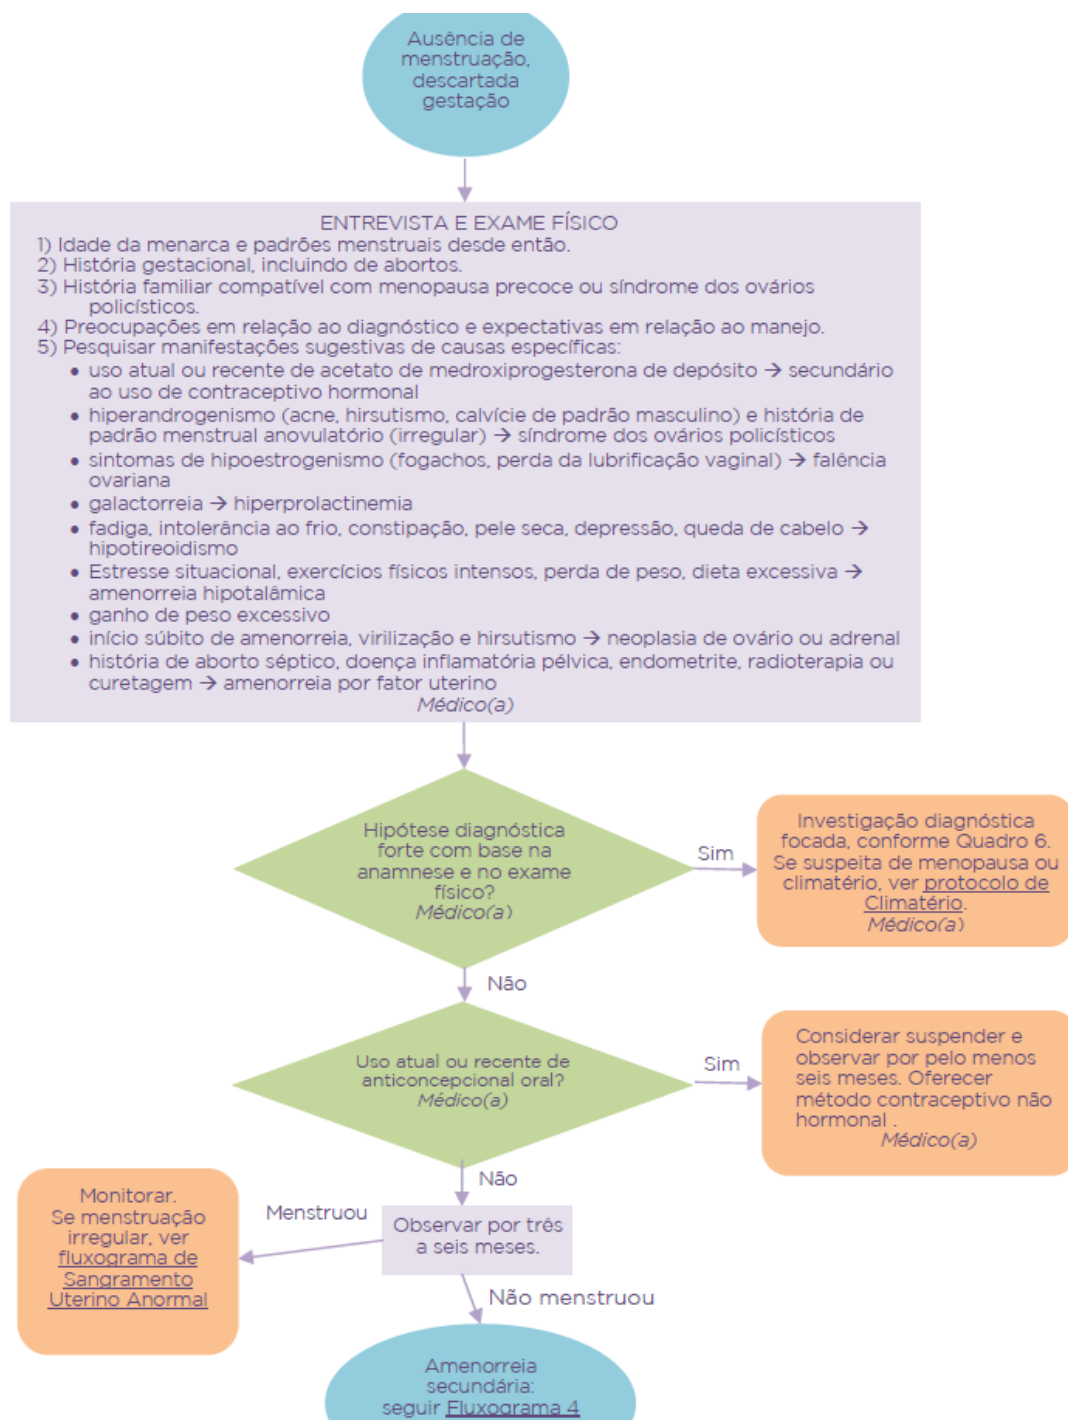 Ausência de
menstruação,
descartada
gestação
ENTREVISTA E EXAME FÍSICO
1) Idade da menarca e padrões menstruais desde então.
2) História gestacional, incluindo de abortos.
3) História familiar compatível com menopausa precoce ou síndrome dos ovários
policísticos.
4) Preocupações em relação ao diagnóstico e expectativas em relação ao manejo.
5) Pesquisar manifestações sugestivas de causas específicas:
• uso atual ou recente de acetato de medroxiprogesterona de depósito → secundário
ao uso de contraceptivo hormonal
• hiperandrogenismo (acne, hirsutismo, calvície de padrão masculino) e história de
padrão menstrual anovulatório (irregular) → síndrome dos ovários policísticos
• sintomas de hipoestrogenismo (fogachos, perda da lubrificação vaginal) → falência
ovariana
• galactorreia → hiperprolactinemia
• fadiga, intolerância ao frio, constipação, pele seca, depressão, queda de cabelo →
hipotireoidismo
• Estresse situacional, exercícios físicos intensos, perda de peso, dieta excessiva →
amenorreia hipotalâmica
• ganho de peso excessivo
• início súbito de amenorreia, virilização e hirsutismo → neoplasia de ovário ou adrenal
• história de aborto séptico, doença inflamatória pélvica, endometrite, radioterapia ou
curetagem → amenorreia por fator uterino
Médico(a)
Hipótese diagnóstica
forte com base na
anamnese e no exame
físico?
Médico(a)
Sim
Investigação diagnóstica
focada, conforme Quadro 6.
Se suspeita de menopausa ou
climatério, ver protocolo de
Climatério.
Médico(a)
Não
Uso atual ou recente de
anticoncepcional oral?
Médico(a)
Sim
Considerar suspender e
observar por pelo menos
seis meses. Oferecer
método contraceptivo não
hormonal .
Médico(a)
Não
Observar por três
a seis meses.
Menstruou
Monitorar.
Se menstruação
irregular, ver
fluxograma de
Sangramento
Uterino Anormal
Não menstruou
Amenorreia
secundária:
seguir Fluxograma 4